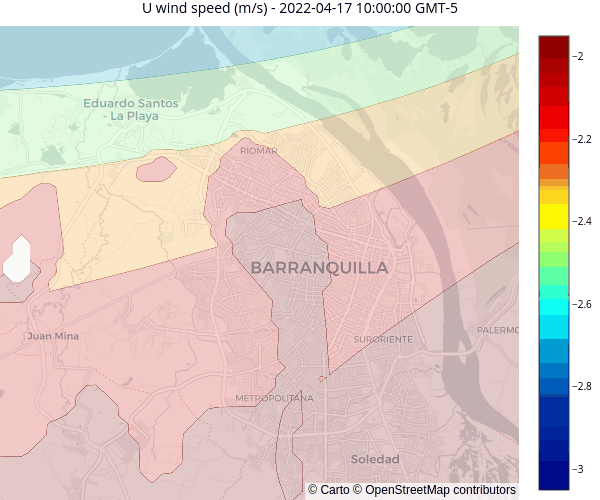 U wind speed (m/s) - 2022-04-17 10:00:00 GMT-5
Eduardo Santos
- La Playa
RIOMAR
BARRANQUILLA
Juan Mina
SURORIENTE
PALERMO
METROPOLITANA
Soledad
© Carto © OpenStreetMap contributors
−2
−2.2
−2.4
−2.6
−2.8
−3